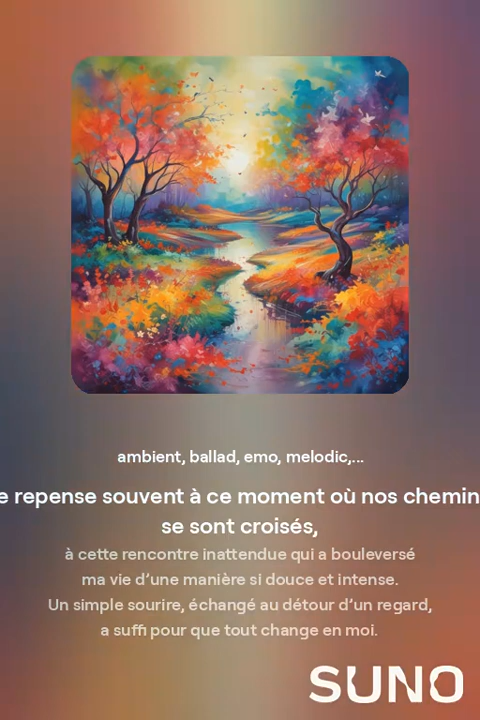 ambient, ballad, emo, melodic,...
e repense souvent à ce moment où nos chemin
se sont croisés,
à cette rencontre inattendue qui a bouleversé
ma vie d’une manière si douce et intense.
Un simple sourire, échangé au détour d’un regard,
a suffi pour que tout change en moi.
SUNO